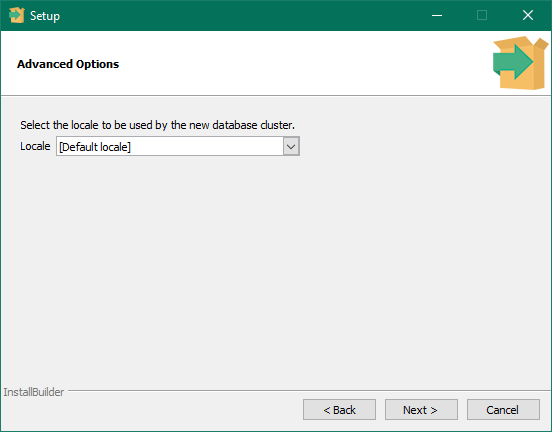 Setup
Advanced Options
Select the locale to be used by the new database cluster.
Locale [Default locale]
InstallBuilder
< Back Next > Cancel